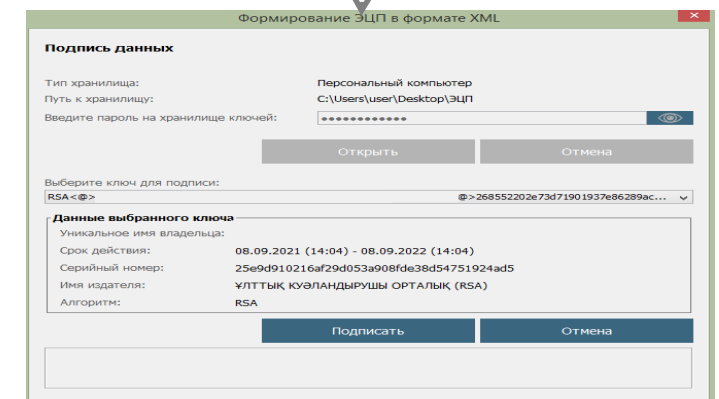 Формирование ЭЦП в формате XML
Подпись данных
Тип хранилища: Персональный компьютер
Путь к хранилищу: C:\Users\user\Desktop\ЭЦП
Введите пароль на хранилище ключей: ************
Открыть Отмена
Выберите ключ для подписи:
RSA<@> @>268552202e73d71901937e86289ac...
Данные выбранного ключа
Уникальное имя владельца:
Срок действия: 08.09.2021 (14:04) - 08.09.2022 (14:04)
Серийный номер: 25e9d910216af29d053a908fde38d54751924ad5
Имя издателя: ҰЛТТЫҚ КУӘЛАНДЫРУШЫ ОРТАЛЫҚ (RSA)
Алгоритм: RSA
Подписать Отмена